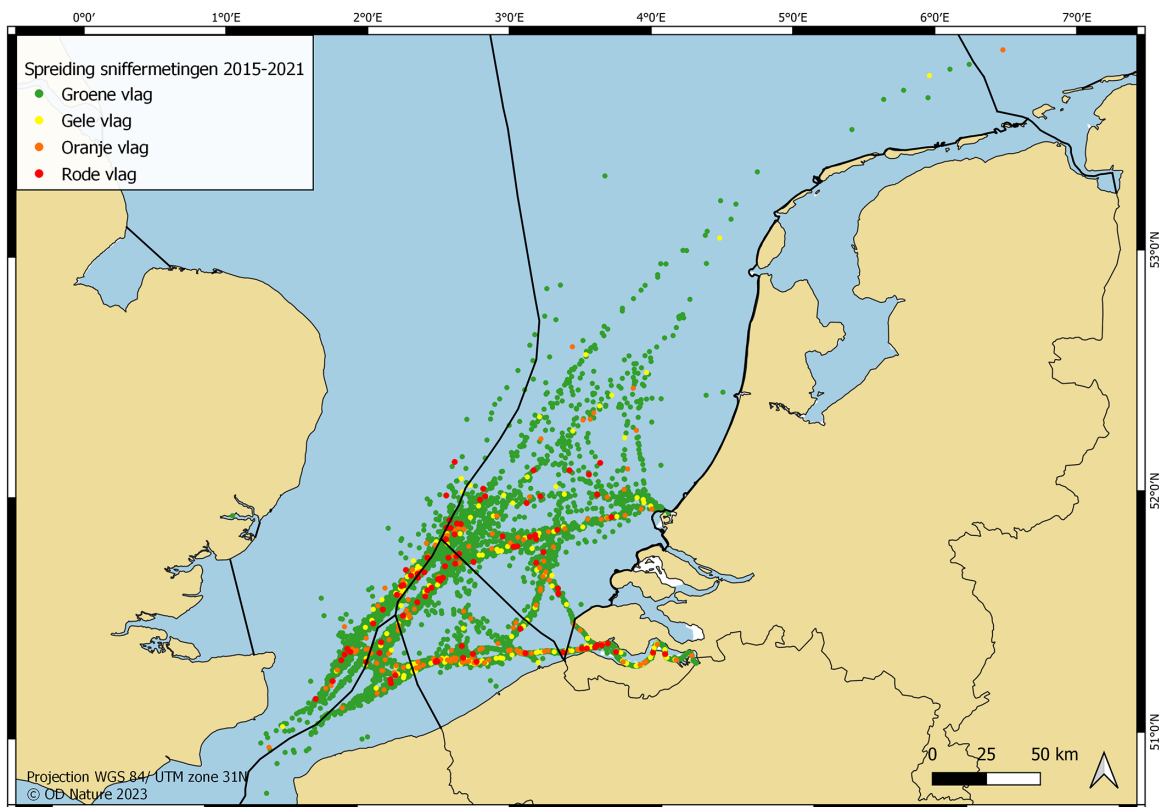 0°0' 1°0' 2°0' 3°0' 4°0' 5°0' 6°0' 7°0'
Spreiding sniffermetingen 2015-2021
Groene vlag
Gele vlag
Oranje vlag
Rode vlag
53°0'N
52°0'N
51°0'N
0 25 50 km
Projection WGS 84/ UTM zone 31N
© OD Nature 2023